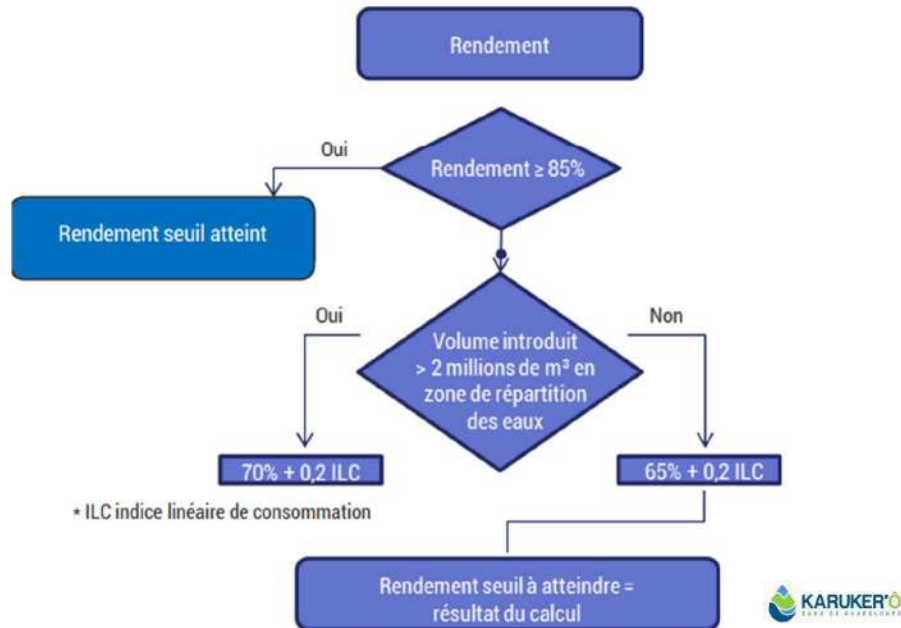 Rendement
Oui
Rendement ≥ 85%
Rendement seuil atteint
Oui
Non
Volume introduit
> 2 millions de m³ en
zone de répartition
des eaux
70% + 0,2 ILC
65% + 0,2 ILC
* ILC indice linéaire de consommation
Rendement seuil à atteindre =
résultat du calcul
KARUKER'Ô